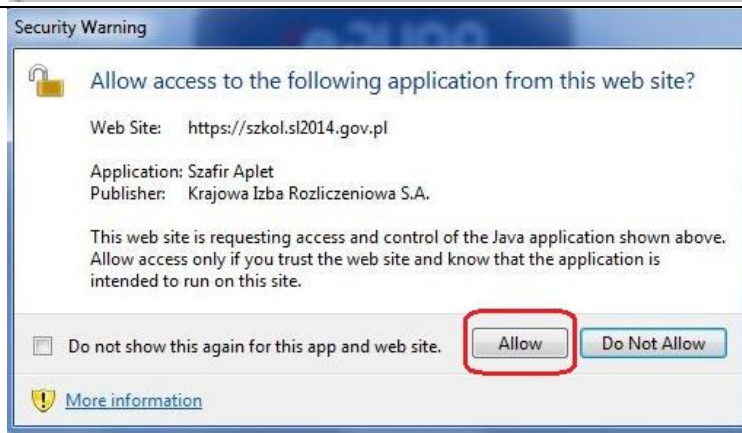 Security Warning
Allow access to the following application from this web site?
Web Site: https://szkol.sl2014.gov.pl
Application: Szafir Aplet
Publisher: Krajowa Izba Rozliczeniowa S.A.
This web site is requesting access and control of the Java application shown above.
Allow access only if you trust the web site and know that the application is
intended to run on this site.
Do not show this again for this app and web site.
Allow
Do Not Allow
More information